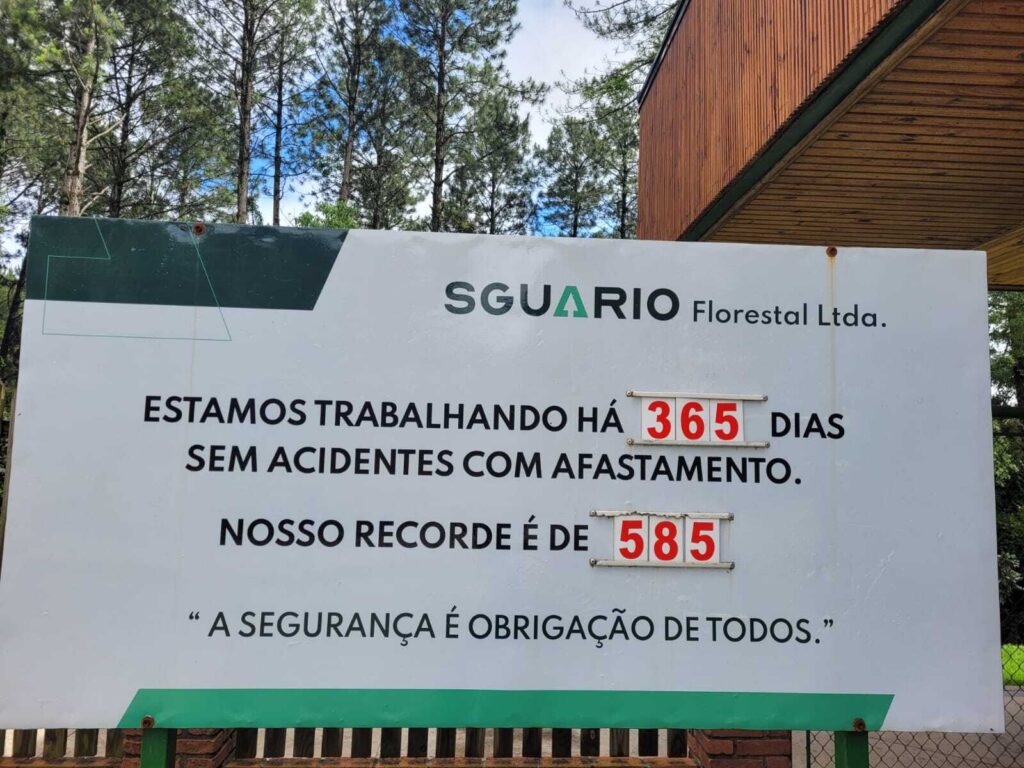 SGUARIO Florestal Ltda.
ESTAMOS TRABALHANDO HÁ 365 DIAS
SEM ACIDENTES COM AFASTAMENTO.
NOSSO RECORDE É DE 585
“ A SEGURANÇA É OBRIGAÇÃO DE TODOS.”